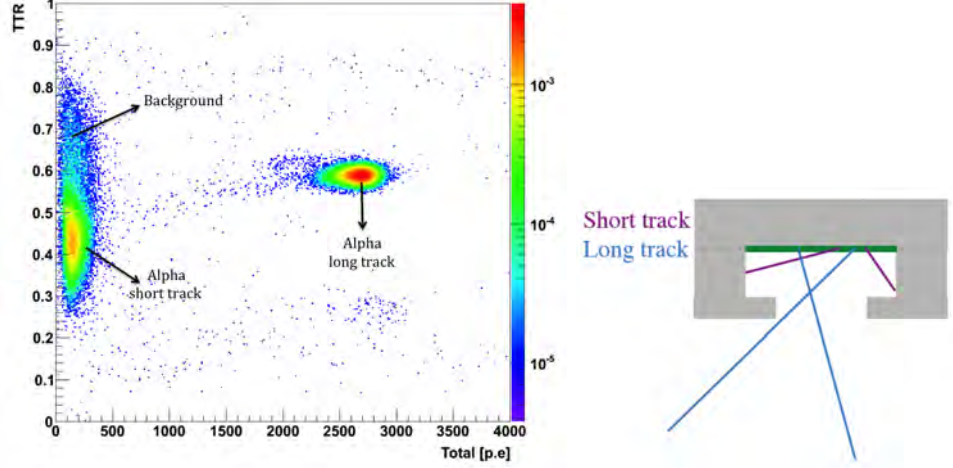 TTR
1
0.9
0.8
0.7
0.6
0.5
0.4
0.3
0.2
0.1
0
Background
Alpha
long track
Alpha
short track
0 500 1000 1500 2000 2500 3000 3500 4000
Total [p.e]
10-3
10-4
10-5
Short track
Long track